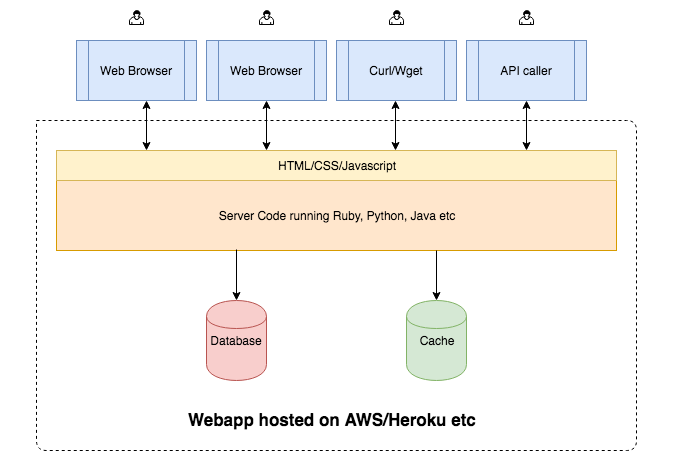 Web Browser
Web Browser
Curl/Wget
API caller
HTML/CSS/Javascript
Server Code running Ruby, Python, Java etc
Database
Cache
Webapp hosted on AWS/Heroku etc